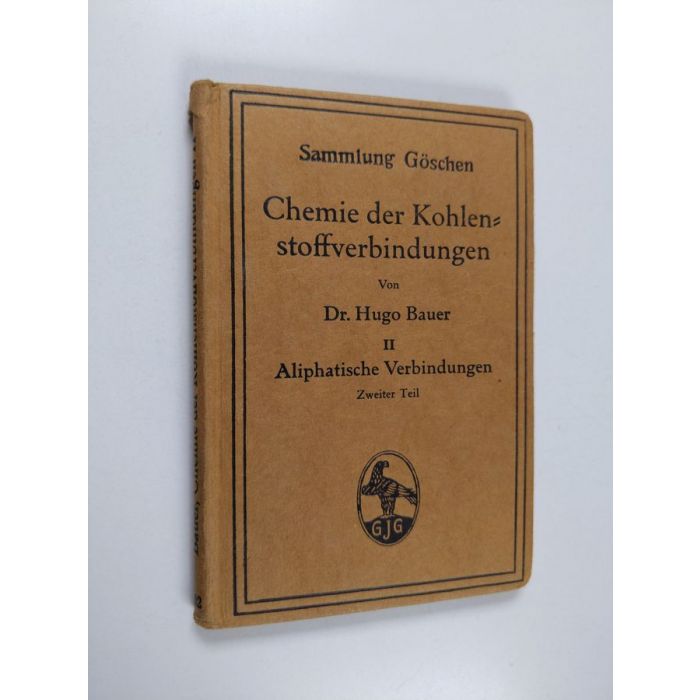 Sammlung Göschen
Chemie der Kohlen=
stoffverbindungen
Von
Dr. Hugo Bauer
II
Aliphatische Verbindungen
Zweiter Teil
GJG